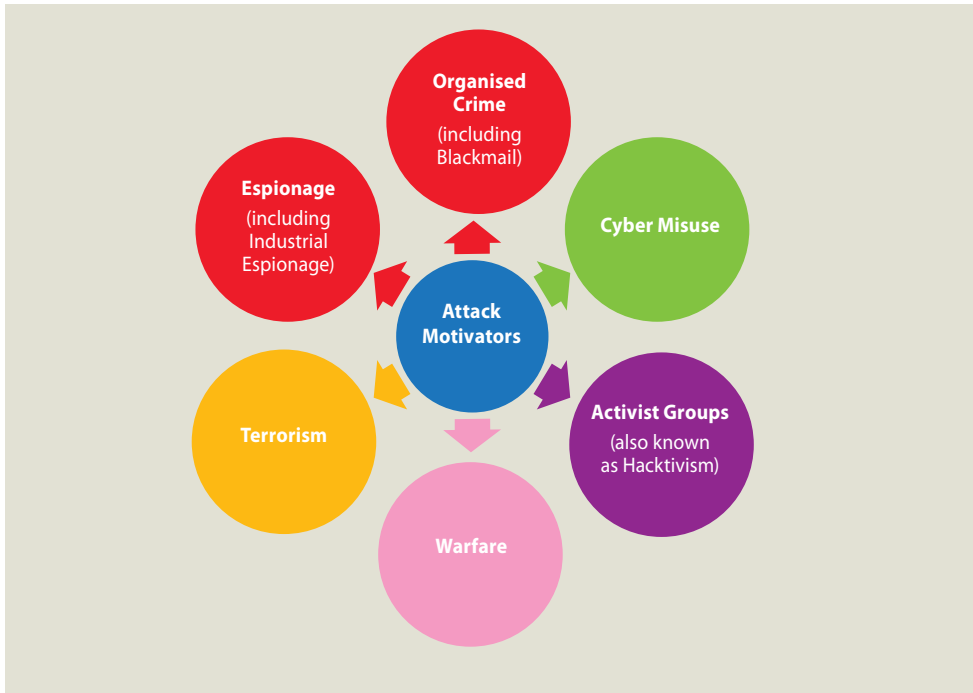 Organised
Crime
(including
Blackmail)
Espionage
(including
Industrial
Espionage)
Cyber Misuse
Attack
Motivators
Terrorism
Activist Groups
(also known
as Hacktivism)
Warfare